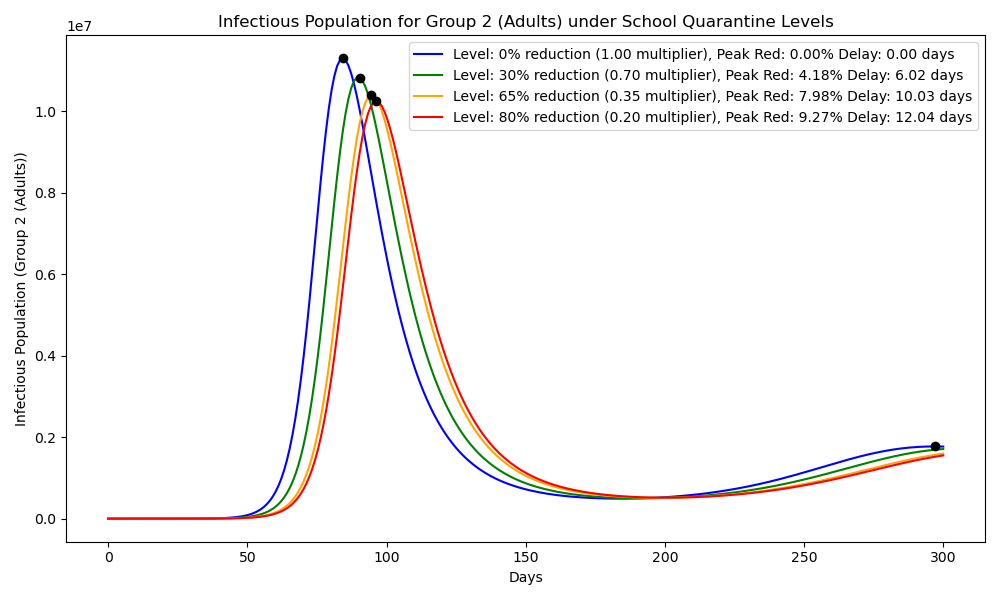 Infectious Population for Group 2 (Adults) under School Quarantine Levels
1e7
Level: 0% reduction (1.00 multiplier), Peak Red: 0.00% Delay: 0.00 days
Level: 30% reduction (0.70 multiplier), Peak Red: 4.18% Delay: 6.02 days
Level: 65% reduction (0.35 multiplier), Peak Red: 7.98% Delay: 10.03 days
Level: 80% reduction (0.20 multiplier), Peak Red: 9.27% Delay: 12.04 days
Infectious Population (Group 2 (Adults))
1.0
0.8
0.6
0.4
0.2
0.0
0
50
100
150
200
250
300
Days